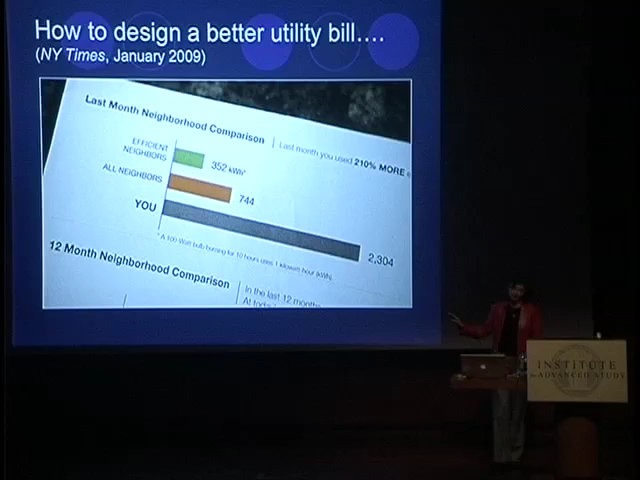 How to design a better utility bill....
(NY Times, January 2009)
Last Month Neighborhood Comparison
Last month you used 210% MORE
EFFICIENT
NEIGHBORS
352 kWh*
ALL NEIGHBORS
744
YOU
2,304
* A 100 Watt bulb burning for 10 hours uses 1 kilowatt-hour (kWh).
12 Month Neighborhood Comparison
In the last 12 months
INSTITUTE
ADVANCED STUDY